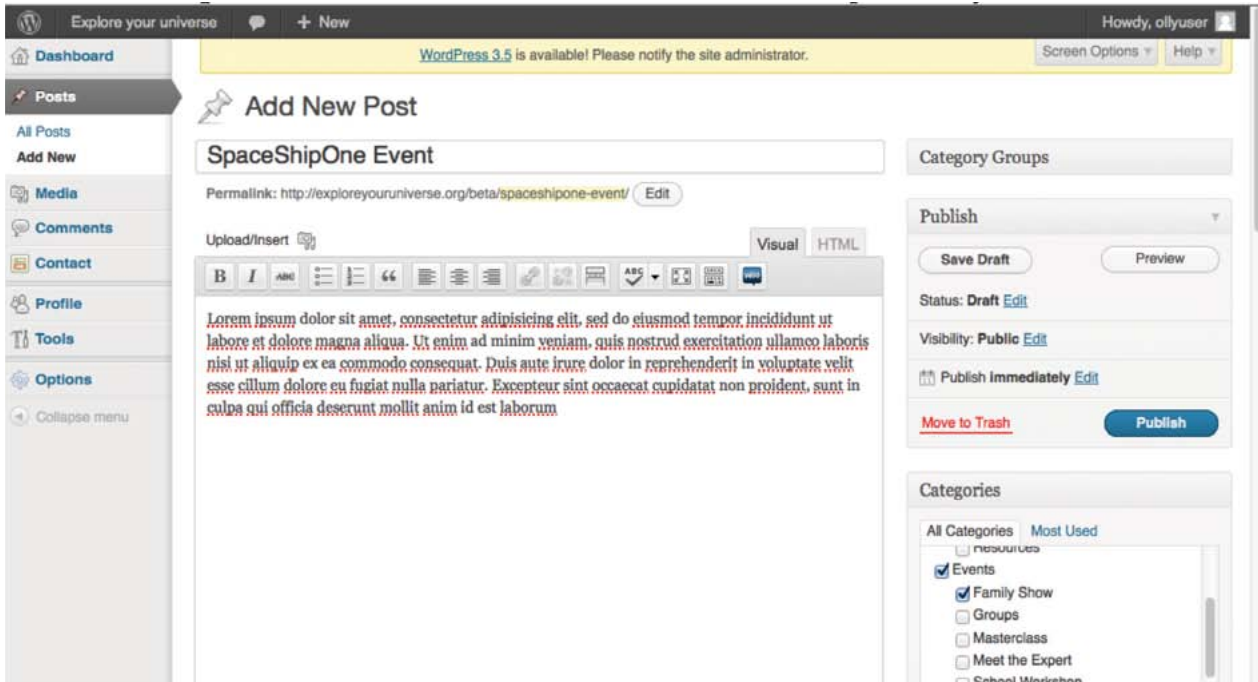 Explore your universe + New Howdy, ollyuser
WordPress 3.5 is available! Please notify the site administrator.
Screen Options Help
Dashboard
Posts
All Posts
Add New
Media
Comments
Contact
Profile
Tools
Options
Collapse menu
Add New Post
SpaceShipOne Event
Permalink: http://exploreyouruniverse.org/beta/spaceshipone-event/ Edit
Upload/Insert
Visual HTML
B I ABC ABC
Lorem ipsum dolor sit amet, consectetur adipisicing elit, sed do eiusmod tempor incididunt ut
labore et dolore magna aliqua. Ut enim ad minim veniam, quis nostrud exercitation ullamco laboris
nisi ut aliquip ex ea commodo consequat. Duis aute irure dolor in reprehenderit in voluptate velit
esse cillum dolore eu fugiat nulla pariatur. Excepteur sint occaecat cupidatat non proident, sunt in
culpa qui officia deserunt mollit anim id est laborum
Category Groups
Publish
Save Draft Preview
Status: Draft Edit
Visibility: Public Edit
Publish immediately Edit
Move to Trash Publish
Categories
All Categories Most Used
Resources
Events
Family Show
Groups
Masterclass
Meet the Expert
School Workshop